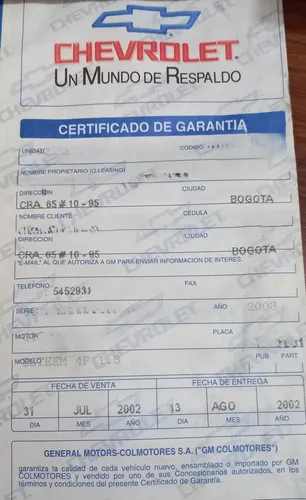 CHEVROLET
UN MUNDO DE RESPALDO
CERTIFICADO DE GARANTIA
UNIDAD CODIGO
NOMBRE PROPIETARIO (O LEASING)
DIRECCION CIUDAD
CRA. 65 # 10 - 95 BOGOTA
NOMBRE CLIENTE CÉDULA
DIRECCION CIUDAD
CRA. 65 # 10 - 95 BOGOTA
"E-MAIL" AL QUE AUTORIZA A GM PARA ENVIAR INFORMACION DE INTERES.
TELEFONO FAX
5452931
SERIE AÑO 2003
MOTOR PLACA
MODELO PUB. PART
FECHA DE VENTA FECHA DE ENTREGA
31 JUL 2002 13 AGO 2002
DIA MES AÑO DIA MES AÑO
GENERAL MOTORS-COLMOTORES S.A. ("GM COLMOTORES")
garantiza la calidad de cada vehículo nuevo, ensamblado o importado por GM
COLMOTORES y vendido por uno de sus Concesionarios autorizados, en los
términos y condiciones del presente Certificado de Garantía.